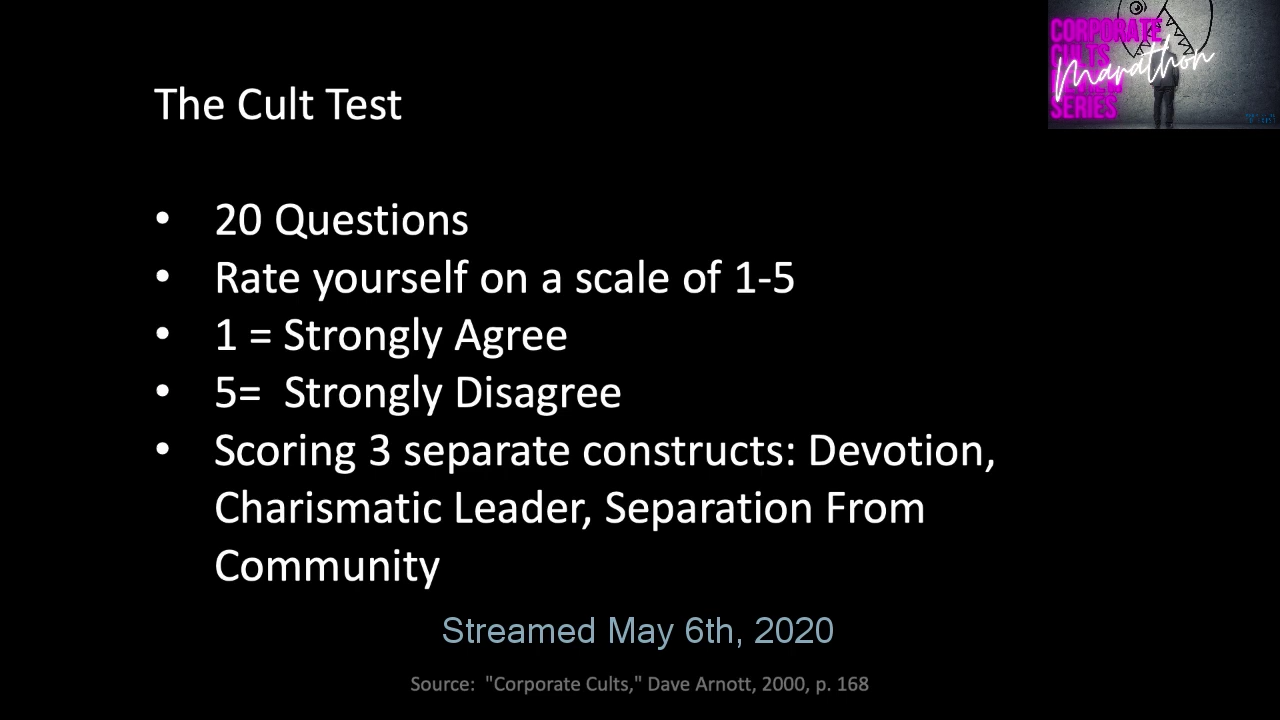 CORPORATE
CULTS
Marathon
SERIES
The Cult Test
• 20 Questions
• Rate yourself on a scale of 1-5
• 1 = Strongly Agree
• 5=  Strongly Disagree
• Scoring 3 separate constructs: Devotion,
Charismatic Leader, Separation From
Community
Streamed May 6th, 2020
Source:  "Corporate Cults," Dave Arnott, 2000, p. 168